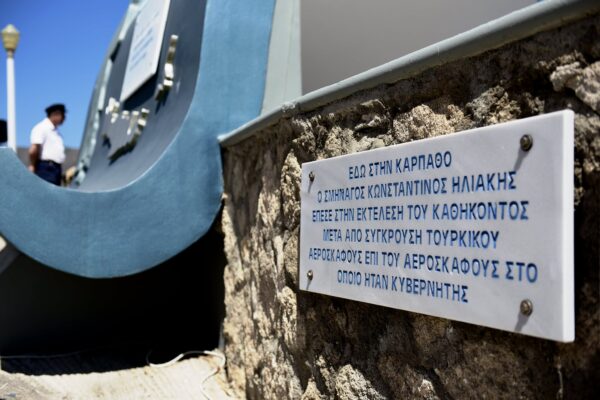 ΕΔΩ ΣΤΗΝ ΚΑΡΠΑΘΟ
Ο ΣΜΗΝΑΓΟΣ ΚΩΝΣΤΑΝΤΙΝΟΣ ΗΛΙΑΚΗΣ
ΕΠΕΣΕ ΣΤΗΝ ΕΚΤΕΛΕΣΗ ΤΟΥ ΚΑΘΗΚΟΝΤΟΣ
ΜΕΤΑ ΑΠΟ ΣΥΓΚΡΟΥΣΗ ΤΟΥΡΚΙΚΟΥ
ΑΕΡΟΣΚΑΦΟΥΣ ΕΠΙ ΤΟΥ ΑΕΡΟΣΚΑΦΟΥΣ ΣΤΟ
ΟΠΟΙΟ ΗΤΑΝ ΚΥΒΕΡΝΗΤΗΣ